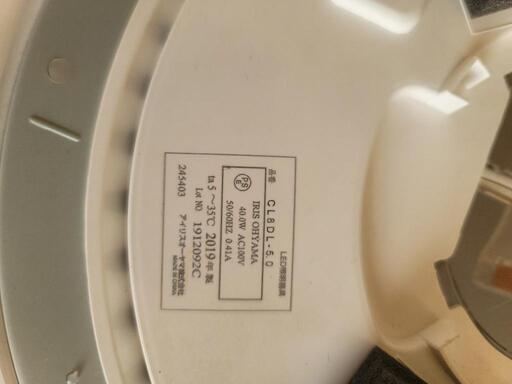 LED照明器具
品番 CL8DL-5.0
PS
E
IRIS OHYAMA
40.0W AC100V
50/60HZ 0.41A
ta 5～35℃ 2019年製
Lot NO 1912092C
245403 アイリスオーヤマ株式会社
MADE IN CHINA